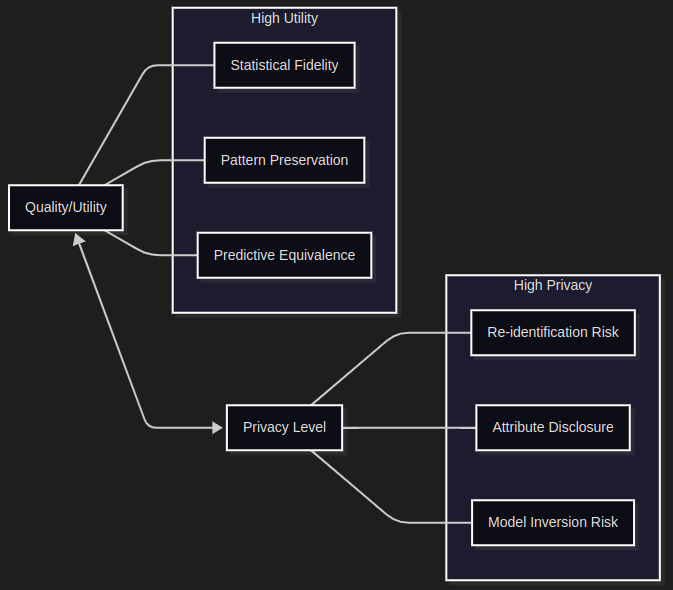 High Utility
Statistical Fidelity
Pattern Preservation
Quality/Utility
Predictive Equivalence
High Privacy
Re-identification Risk
Privacy Level
Attribute Disclosure
Model Inversion Risk